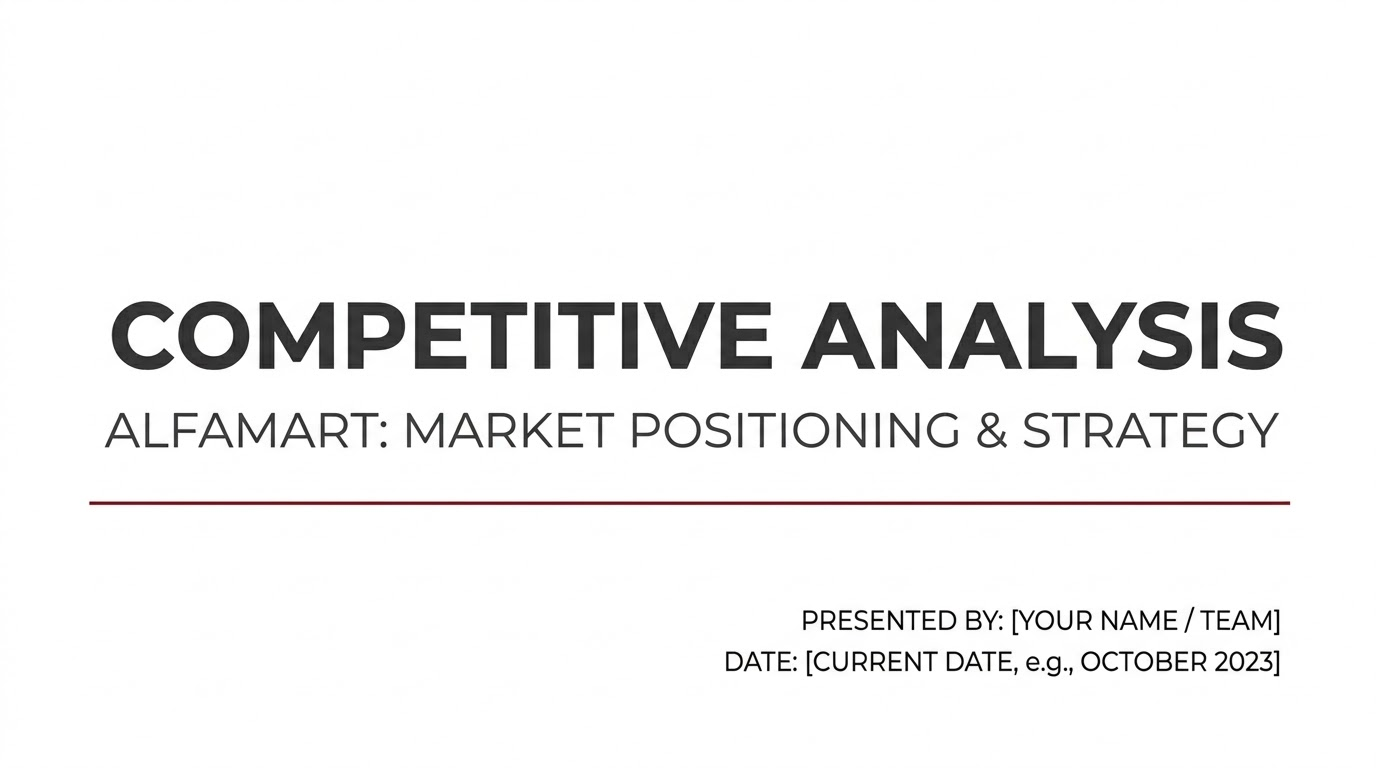 COMPETITIVE ANALYSIS
ALFAMART: MARKET POSITIONING & STRATEGY
PRESENTED BY: [YOUR NAME / TEAM]
DATE: [CURRENT DATE, e.g., OCTOBER 2023]